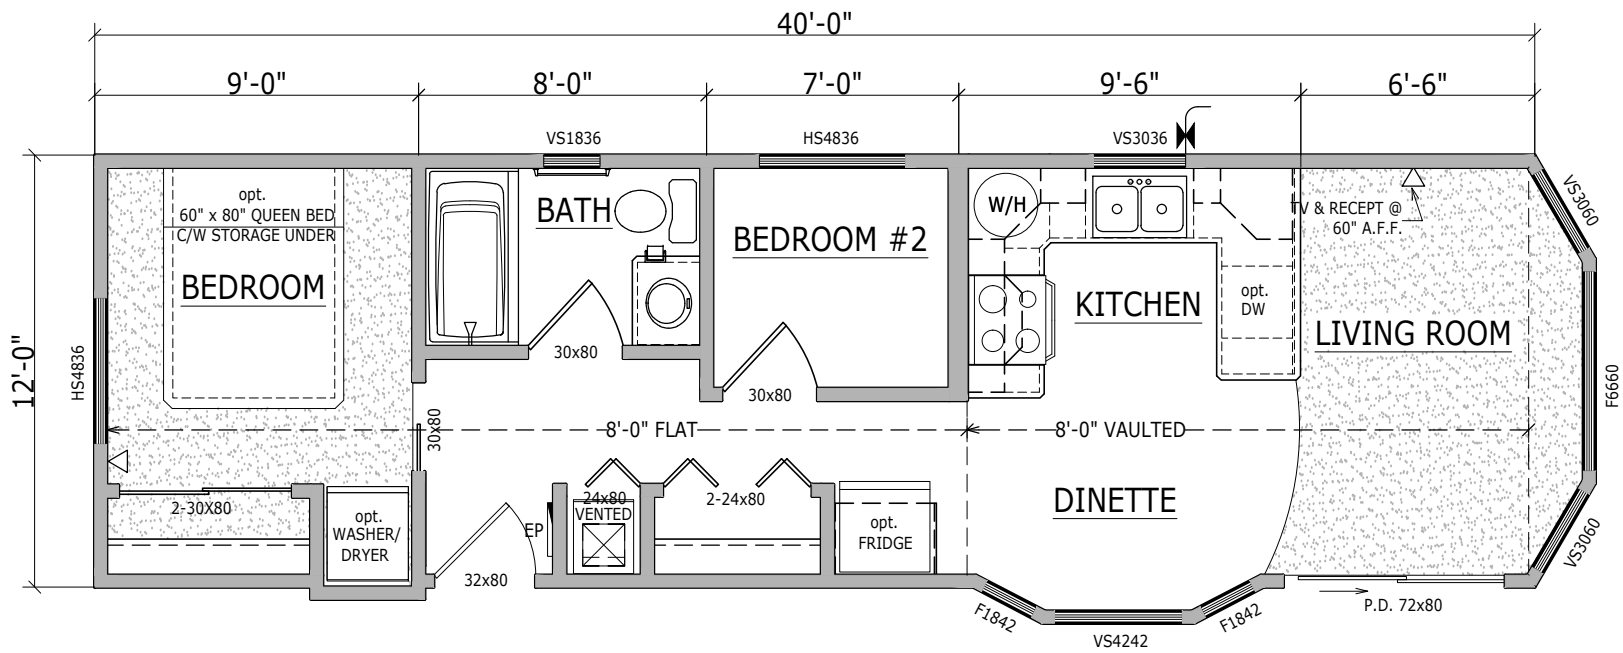 40'-0"
9'-0"
8'-0"
7'-0"
9'-6"
6'-6"
VS1836
HS4836
VS3036
opt.
60" x 80" QUEEN BED
C/W STORAGE UNDER
BEDROOM
BATH
BEDROOM #2
W/H
KITCHEN
opt.
DW
TV & RECEPT @
60" A.F.F.
LIVING ROOM
VS3060
F6660
VS3060
12'-0"
HS4836
30x80
30x80
30x80
8'-0" FLAT
8'-0" VAULTED
2-30X80
opt.
WASHER/
DRYER
EP
32x80
24x80
VENTED
2-24x80
opt.
FRIDGE
DINETTE
F1842
VS4242
F1842
P.D. 72x80